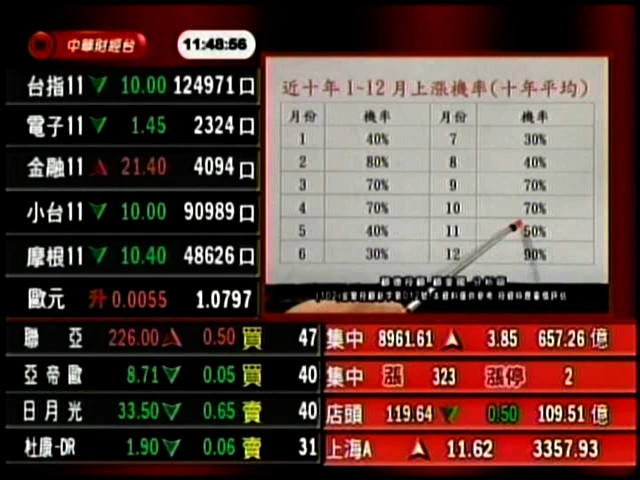 中華財經台 11:48:56
台指11 ▽ 10.00 124971口
電子11 ▽ 1.45 2324口
金融11 △ 21.40 4094口
小台11 ▽ 10.00 90989口
摩根11 ▽ 10.40 48626口
歐元 升 0.0055 1.0797
近十年1~12月上漲機率(十年平均)
月份 機率 月份 機率
1 40% 7 30%
2 80% 8 40%
3 70% 9 70%
4 70% 10 70%
5 40% 11 50%
6 30% 12 90%
聯亞 226.00 △ 0.50 買 47
亞帝歐 8.71 ▽ 0.05 買 40
日月光 33.50 ▽ 0.65 賣 40
杜康-DR 1.90 ▽ 0.06 賣 31
集中 8961.61 ▲ 3.85 657.26 億
集中 漲 323 漲停 2
店頭 119.64 ▼ 0.50 109.51 億
上海A ▲ 11.62 3357.93